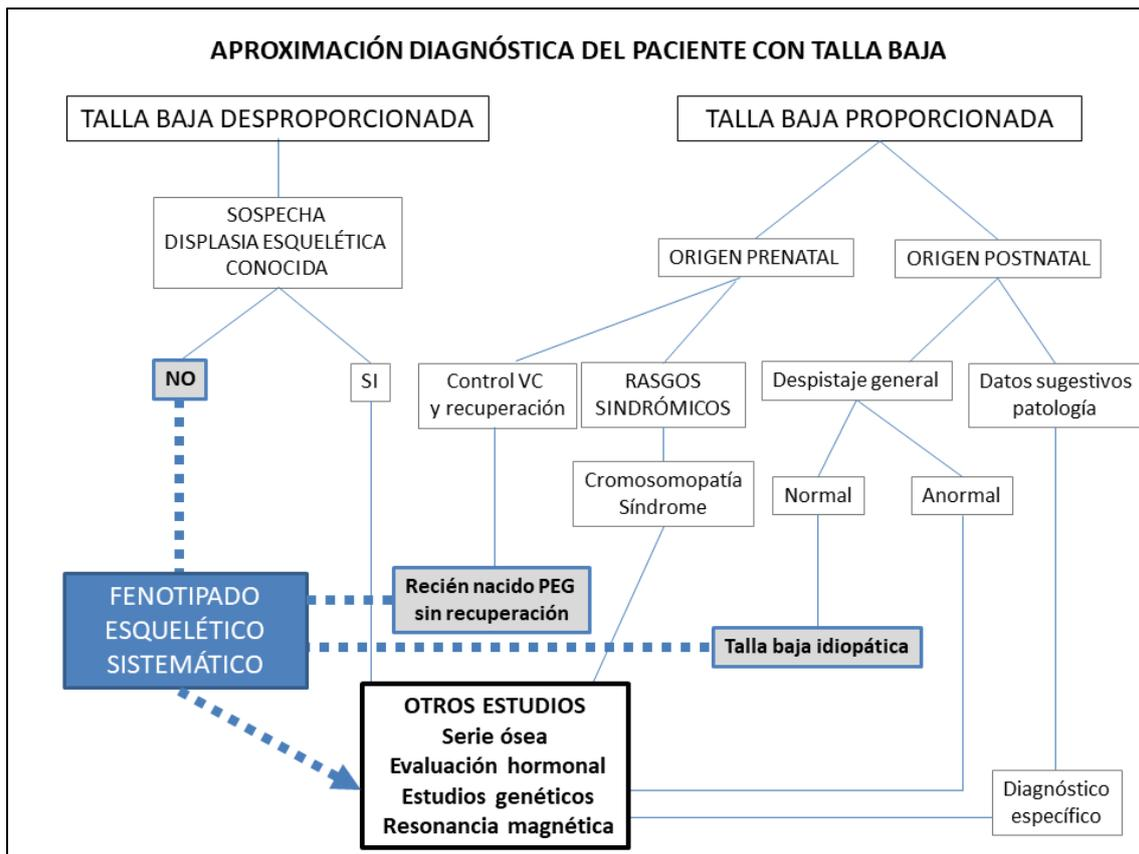 APROXIMACIÓN DIAGNÓSTICA DEL PACIENTE CON TALLA BAJA
TALLA BAJA DESPROPORCIONADA
TALLA BAJA PROPORCIONADA
SOSPECHA
DISPLASIA ESQUELÉTICA
CONOCIDA
ORIGEN PRENATAL
ORIGEN POSTNATAL
NO
SI
Control VC
y recuperación
RASGOS
SINDRÓMICOS
Despistaje general
Datos sugestivos
patología
Cromosomopatía
Síndrome
Normal
Anormal
FENOTIPADO
ESQUELÉTICO
SISTEMÁTICO
Recién nacido PEG
sin recuperación
Talla baja idiopática
OTROS ESTUDIOS
Serie ósea
Evaluación hormonal
Estudios genéticos
Resonancia magnética
Diagnóstico
específico